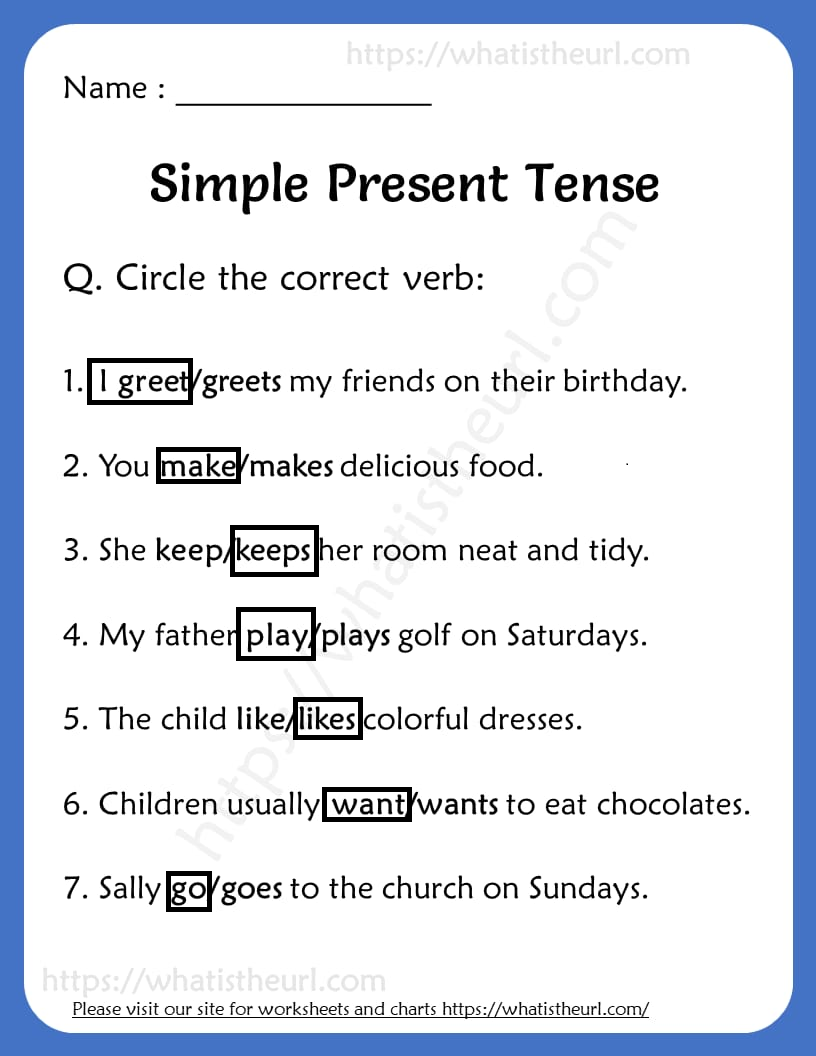 https://whatistheurl.com
Name : _______________
Simple Present Tense
Q. Circle the correct verb:
1. I greet/greets my friends on their birthday.
2. You make/makes delicious food.
3. She keep/keeps her room neat and tidy.
4. My father play/plays golf on Saturdays.
5. The child like/likes colorful dresses.
6. Children usually want/wants to eat chocolates.
7. Sally go/goes to the church on Sundays.
https://whatistheurl.com
https://whatistheurl.com
Please visit our site for worksheets and charts https://whatistheurl.com/